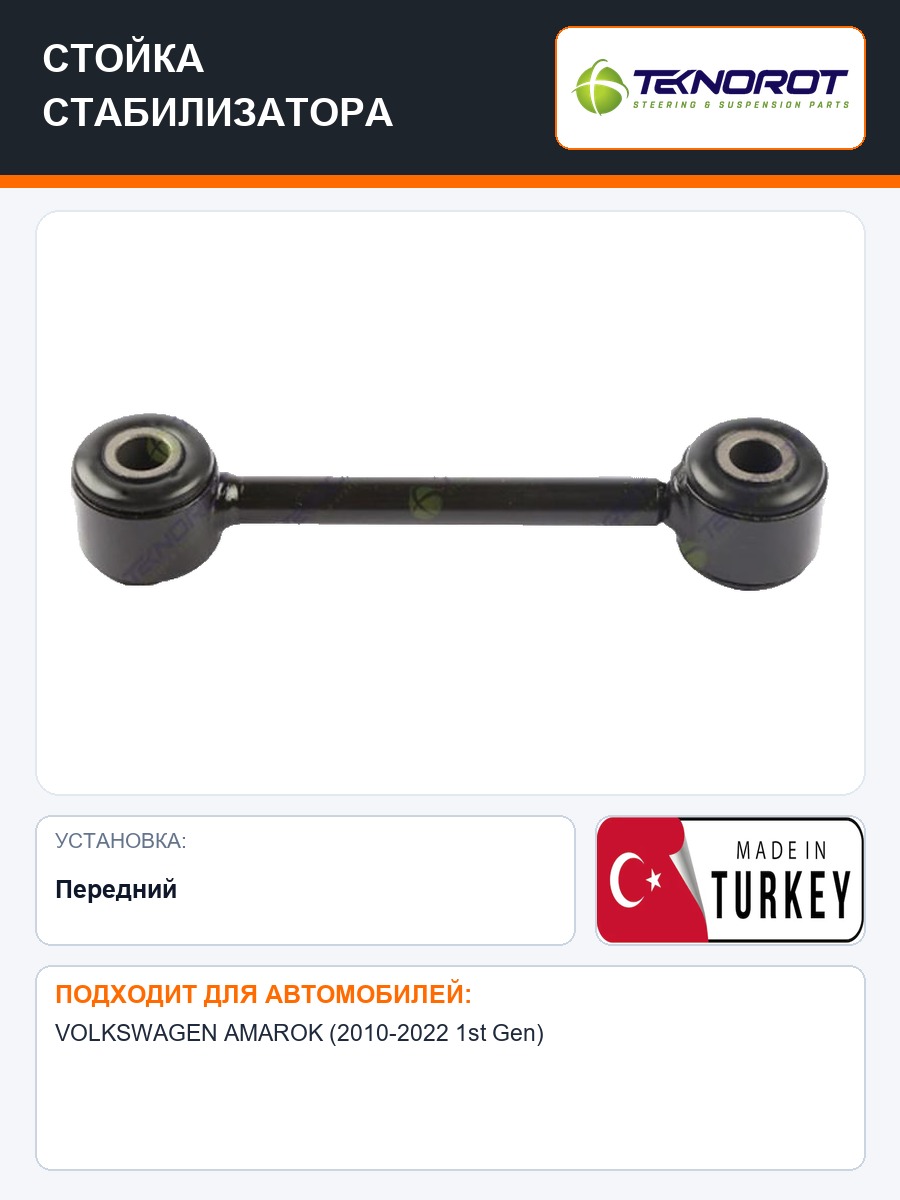 СТОЙКА
СТАБИЛИЗАТОРА
TEKNOROT
STEERING & SUSPENSION PARTS
УСТАНОВКА:
Передний
MADE IN
TURKEY
ПОДХОДИТ ДЛЯ АВТОМОБИЛЕЙ:
VOLKSWAGEN AMAROK (2010-2022 1st Gen)